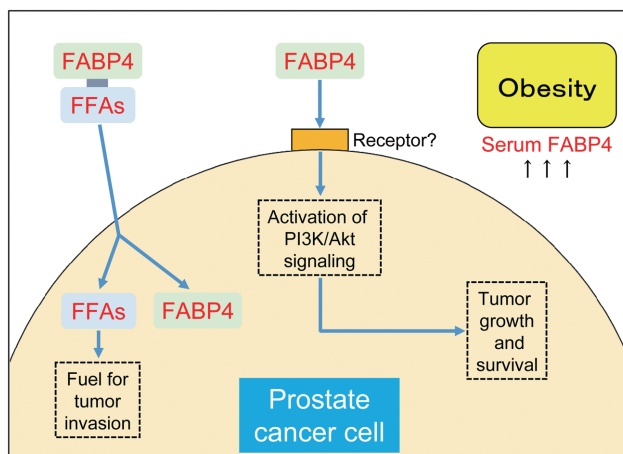 FABP4
FFAs
FABP4
Receptor?
Obesity
Serum FABP4
↑ ↑ ↑
Activation of
PI3K/Akt
signaling
FFAs
FABP4
Fuel for
tumor
invasion
Tumor
growth
and
survival
Prostate
cancer cell